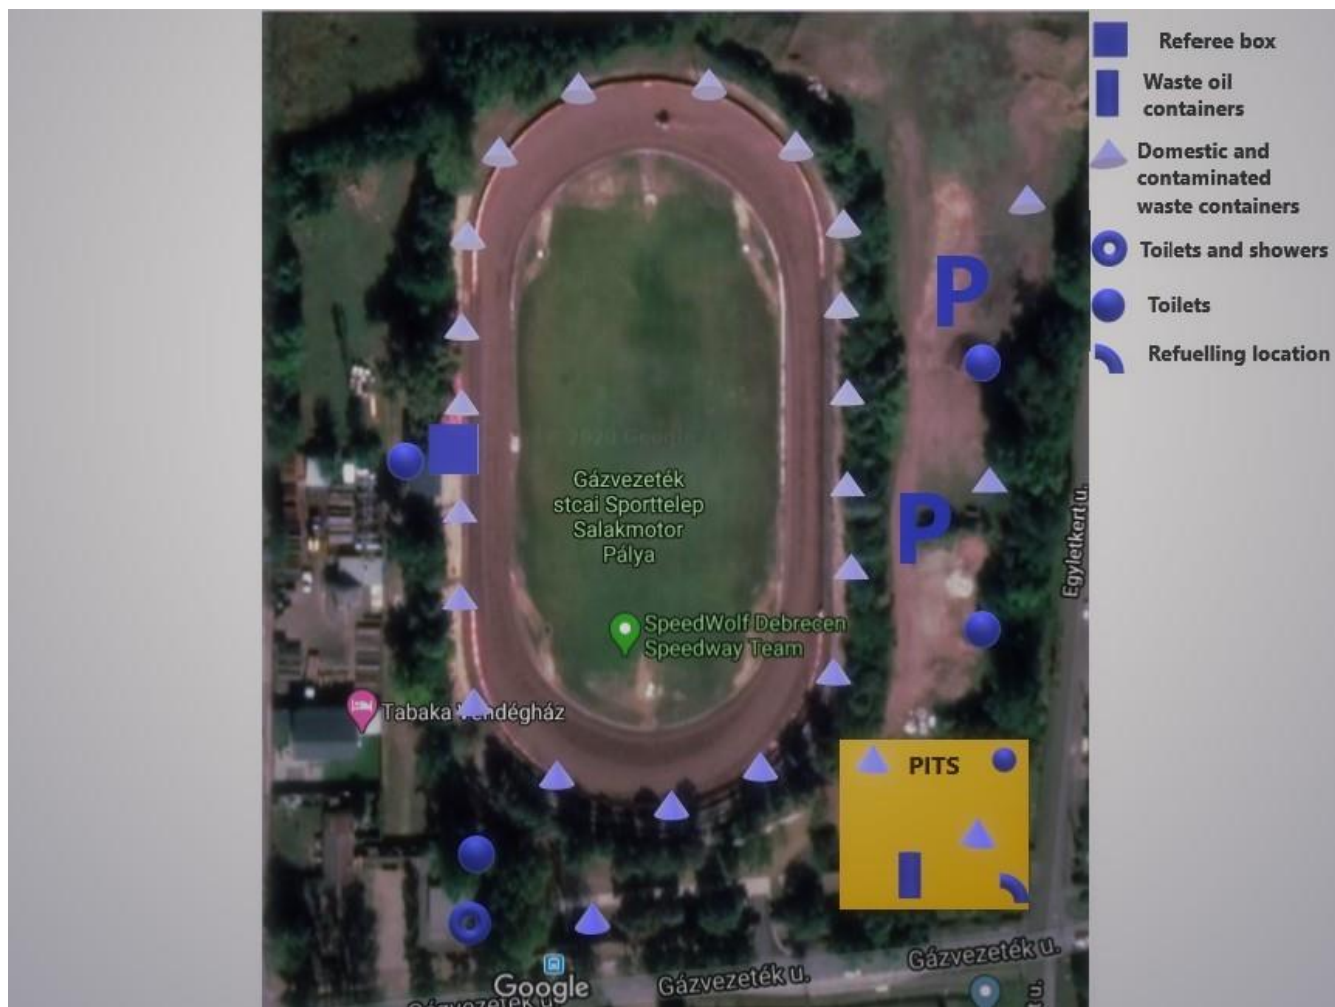 Referee box
Waste oil
containers
Domestic and
contaminated
waste containers
Toilets and showers
Toilets
Refuelling location
P
P
Gázvezeték
stcai Sporttelep
Salakmotor
Pálya
SpeedWolf Debrecen
Speedway Team
Tabaka Vendégház
Egyletkert u.
PITS
Google
Gázvezeték u.
Gázvezeték u.
Gázvezeték u.